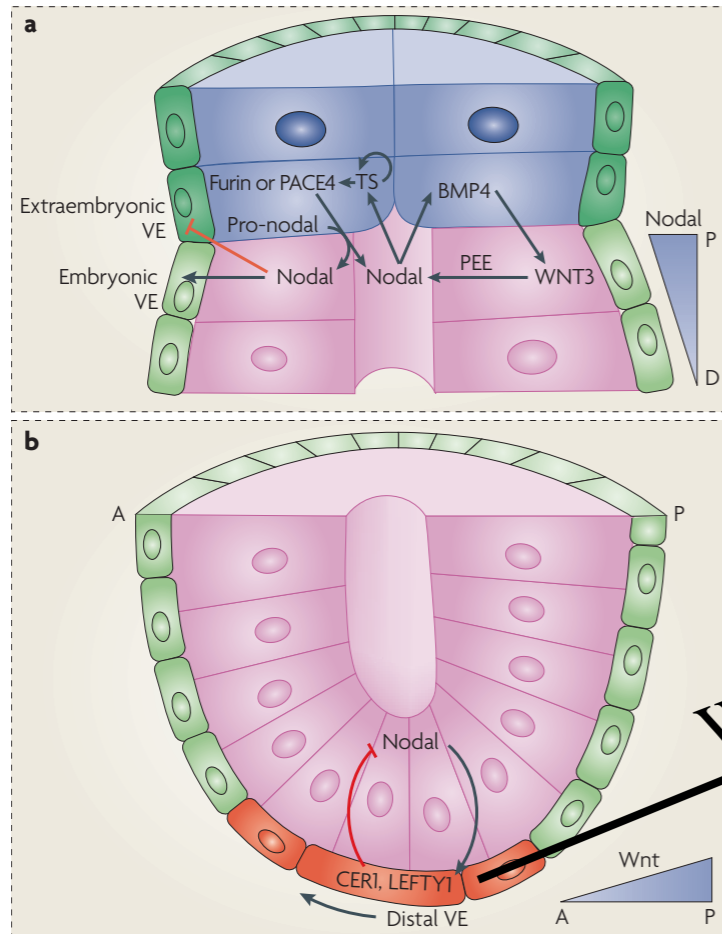 a
Furin or PACE4
TS
BMP4
Extraembryonic
VE
Pro-nodal
Nodal
P
Embryonic
VE
Nodal
Nodal
PEE
WNT3
D
b
A
P
Nodal
CER1, LEFTY1
Distal VE
Wnt
A
P